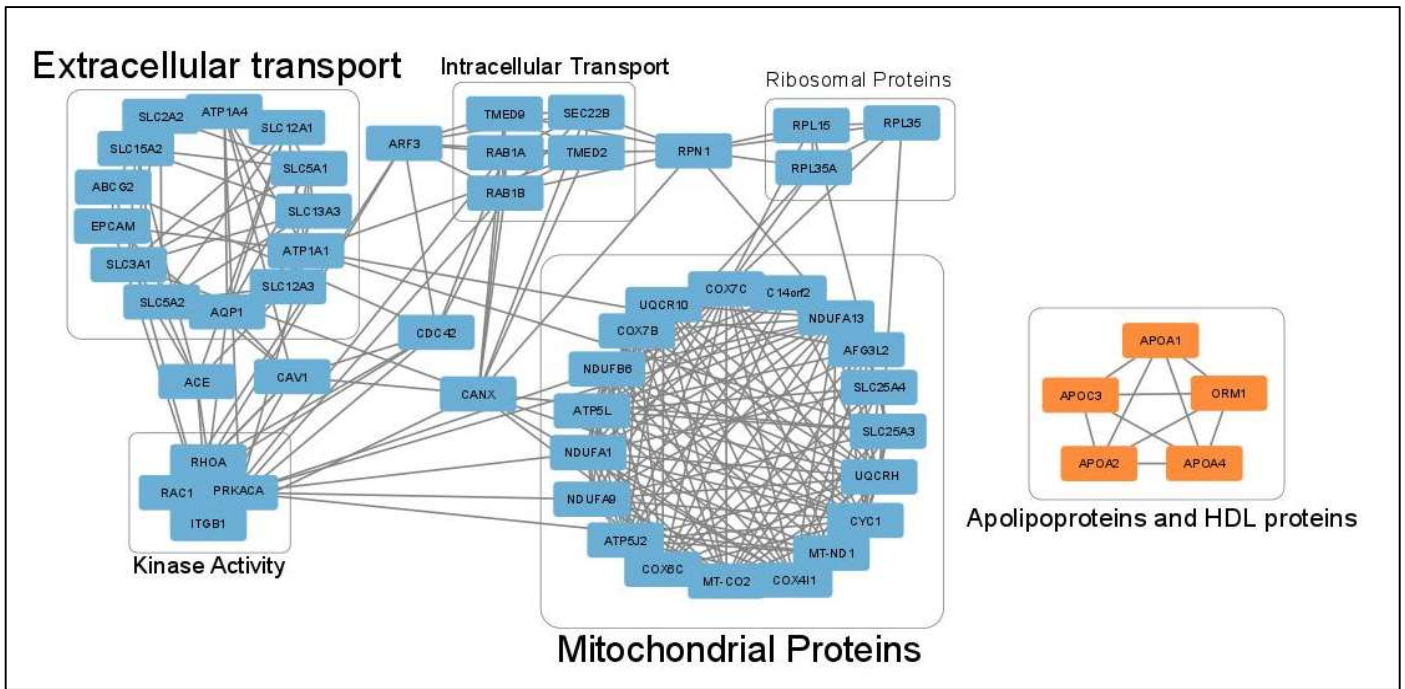 Extracellular transport
Intracellular Transport
Ribosomal Proteins
SLC2A2
ATP1A4
SLC12A1
SLC15A2
SLC5A1
ABCG2
SLC13A3
EPCAM
ATP1A1
SLC3A1
SLC12A3
SLC5A2
AQP1
ARF3
TMED9
SEC22B
RAB1A
TMED2
RAB1B
RPN1
RPL15
RPL35
RPL35A
CDC42
ACE
CAV1
CANX
RHOA
RAC1
PRKACA
ITGB1
Kinase Activity
COX7C
C14orf2
UQCR10
NDUFA13
COX7B
AFG3L2
NDUFB6
SLC25A4
ATP5L
SLC25A3
NDUFA1
UQCRH
NDUFA9
CYC1
ATP5J2
MT-ND1
COX6C
MT-CO2
COX4I1
Mitochondrial Proteins
APOA1
APOC3
ORM1
APOA2
APOA4
Apolipoproteins and HDL proteins